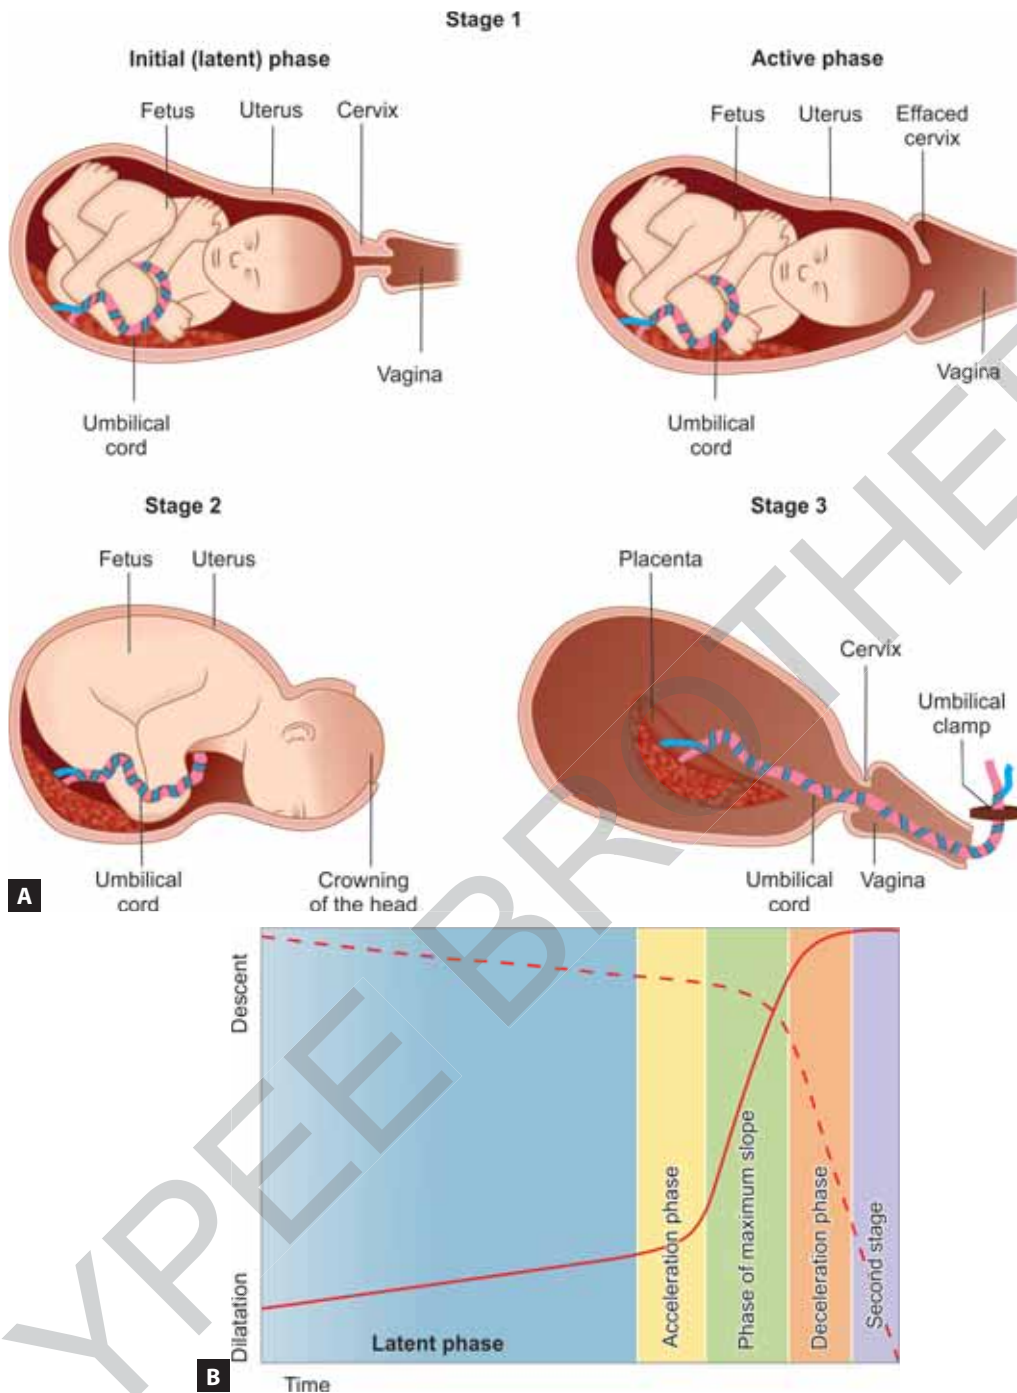 Stage 1
Initial (latent) phase
Active phase
Fetus
Uterus
Cervix
Fetus
Uterus
Effaced
cervix
Vagina
Vagina
Umbilical
cord
Umbilical
cord
Stage 2
Stage 3
Fetus
Uterus
Placenta
Cervix
Umbilical
clamp
Umbilical
cord
Crowning
of the head
Umbilical
cord
Vagina
A
Descent
Dilatation
Latent phase
Acceleration phase
Phase of maximum slope
Deceleration phase
Second stage
B
Time
YPEE BROTHE